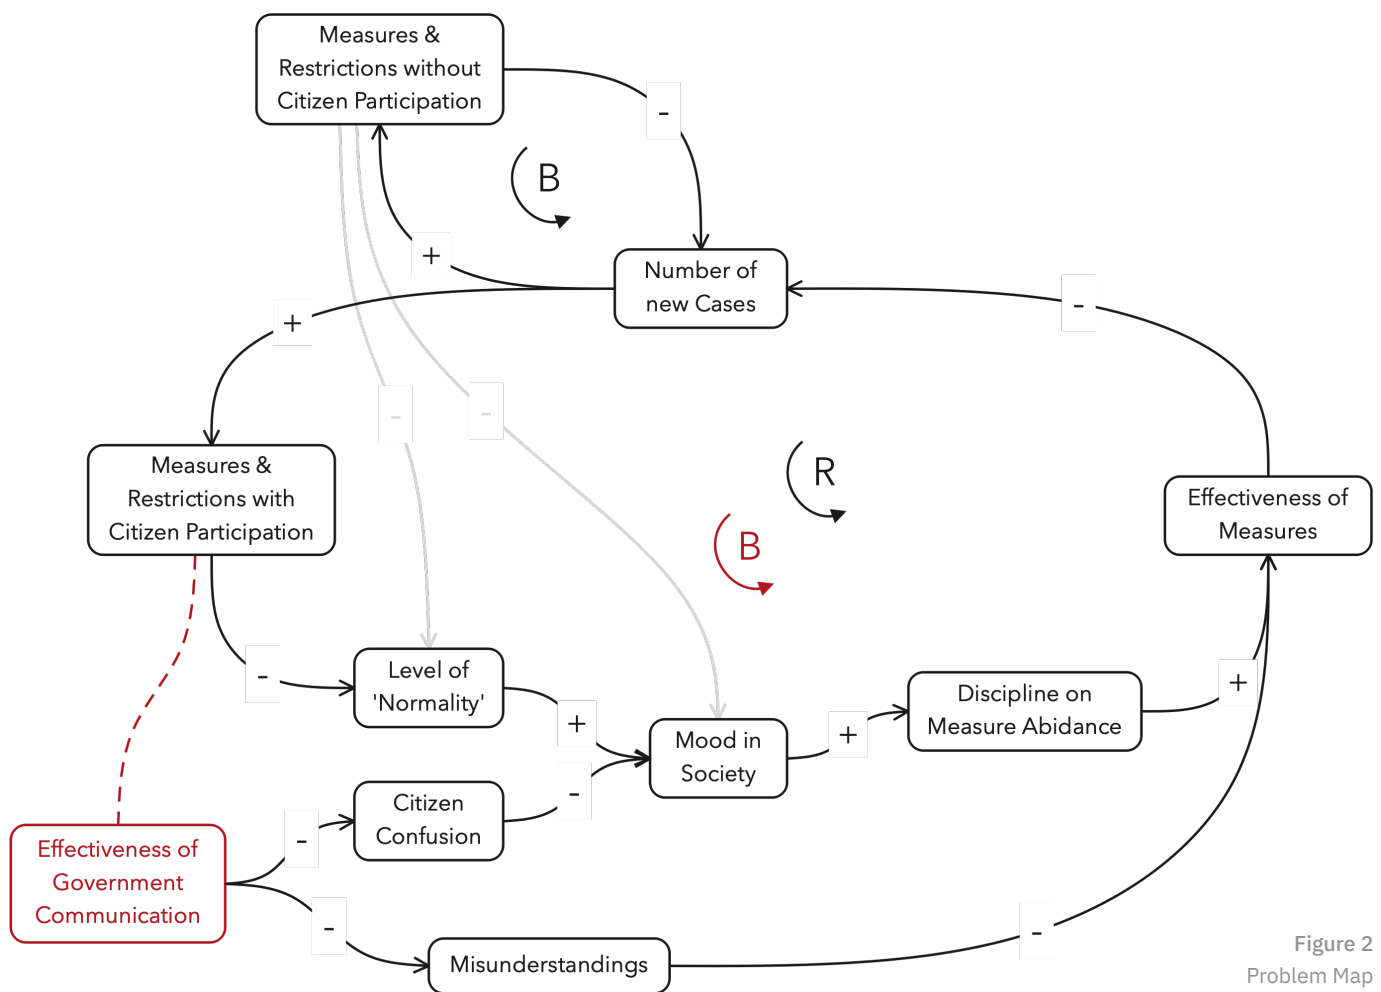 Measures &
Restrictions without
Citizen Participation
-
B
+
Number of
new Cases
-
+
-
-
Measures &
Restrictions with
Citizen Participation
R
Effectiveness of
Measures
B
-
Level of
'Normality'
+
Mood in
Society
+
Discipline on
Measure Abidance
+
Citizen
Confusion
-
-
Effectiveness of
Government
Communication
-
Misunderstandings
-
Figure 2
Problem Map